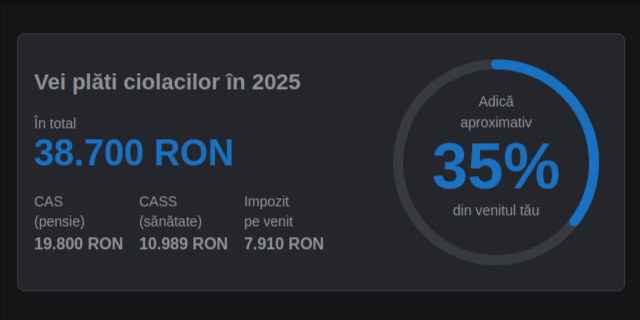 Vei plăti ciolacilor în 2025
În total
38.700 RON
CAS
(pensie)
19.800 RON
CASS
(sănătate)
10.989 RON
Impozit
pe venit
7.910 RON
Adică
aproximativ
35%
din venitul tău